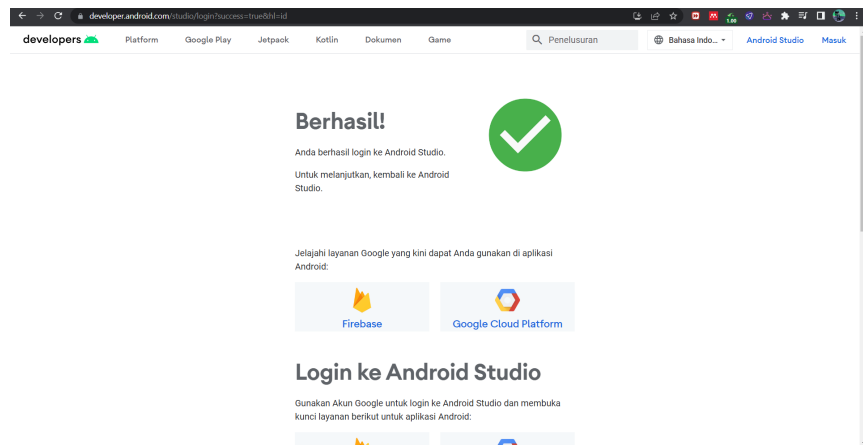 developer.android.com/studio/login?success=true&hl=id
1.00
developers Platform Google Play Jetpack Kotlin Dokumen Game Penelusuran Bahasa Indo... Android Studio Masuk
Berhasil!
Anda berhasil login ke Android Studio.
Untuk melanjutkan, kembali ke Android
Studio.
Jelajahi layanan Google yang kini dapat Anda gunakan di aplikasi
Android:
Firebase Google Cloud Platform
Login ke Android Studio
Gunakan Akun Google untuk login ke Android Studio dan membuka
kunci layanan berikut untuk aplikasi Android: